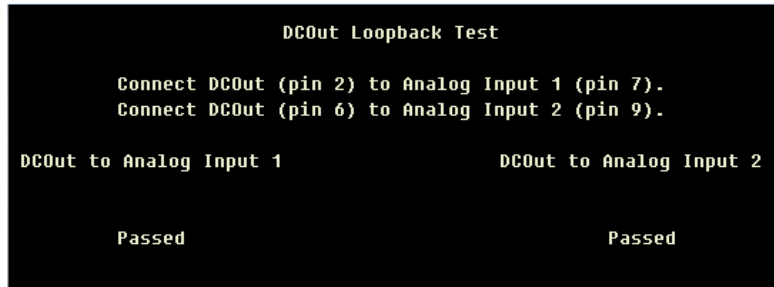 DCOut Loopback Test
Connect DCOut (pin 2) to Analog Input 1 (pin 7).
Connect DCOut (pin 6) to Analog Input 2 (pin 9).
DCOut to Analog Input 1 DCOut to Analog Input 2
Passed Passed